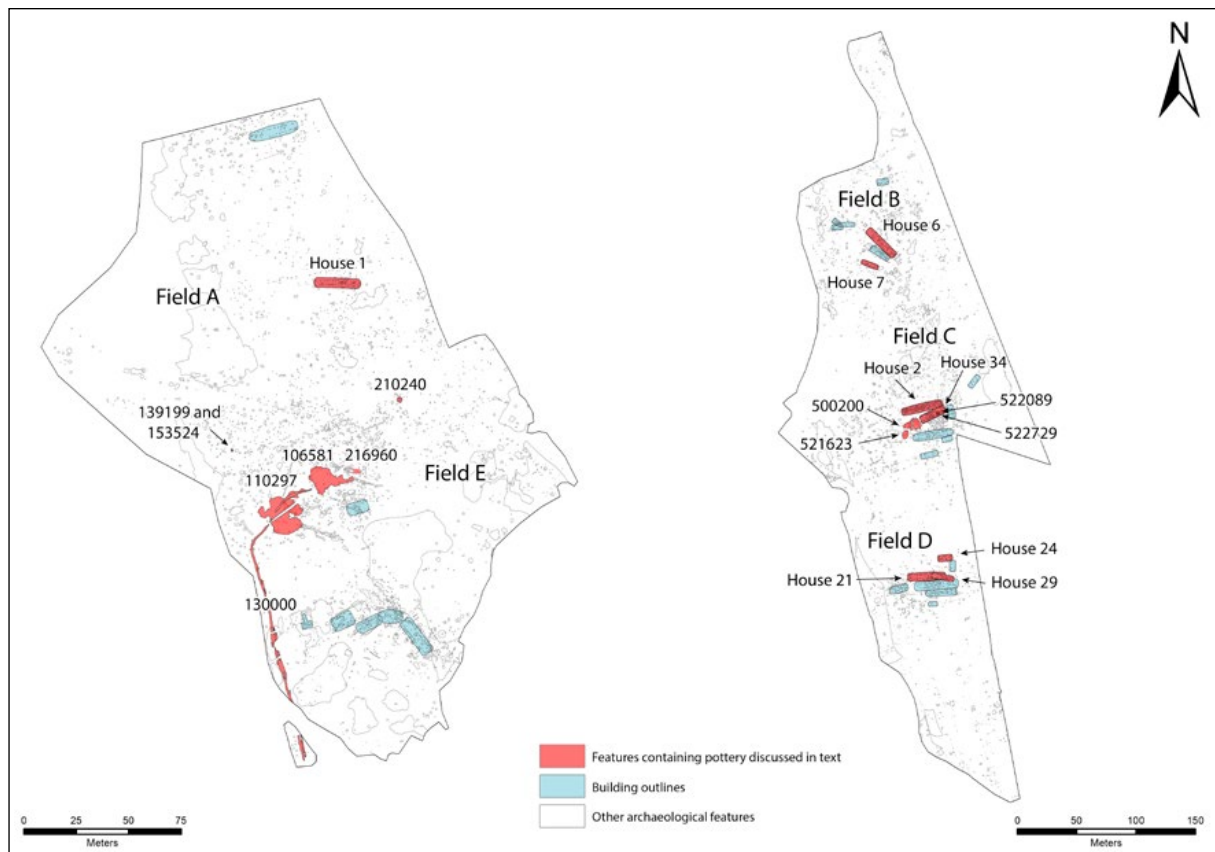 N
Field B
House 6
House 7
House 1
Field A
Field C
House 34
House 2
210240
500200
522089
139199 and
153524
522729
521623
106581
216960
Field E
110297
Field D
House 24
House 21
House 29
130000
Features containing pottery discussed in text
Building outlines
Other archaeological features
0 25 50 75
Meters
0 50 100 150
Meters